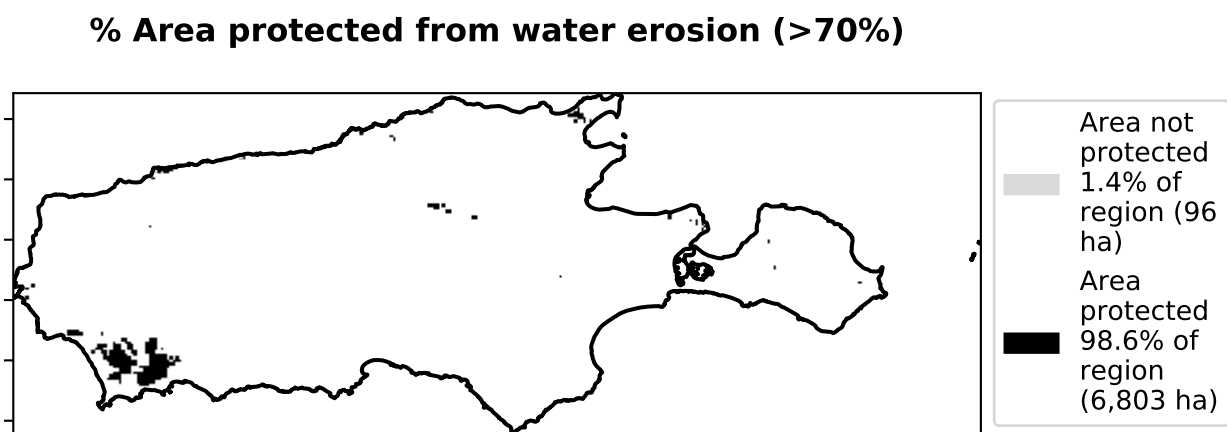 % Area protected from water erosion (>70%)
Area not
protected
1.4% of
region (96
ha)
Area
protected
98.6% of
region
(6,803 ha)